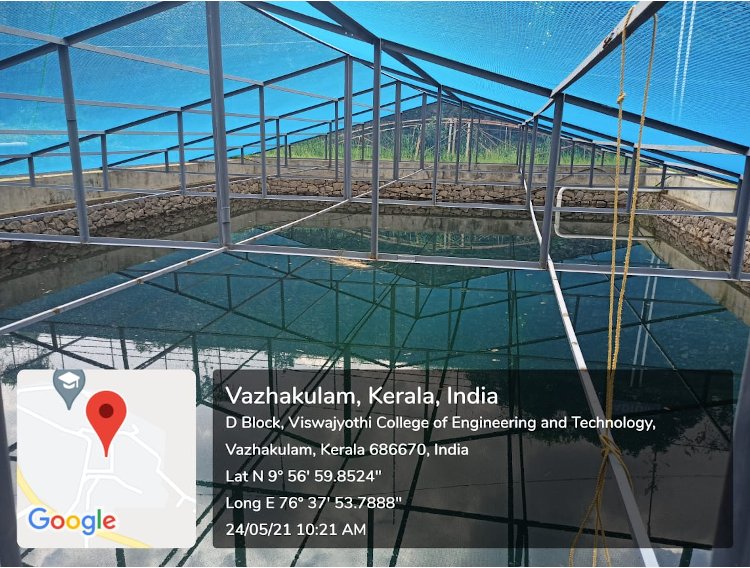 Vazhakulam, Kerala, India
D Block, Viswajyothi College of Engineering and Technology,
Vazhakulam, Kerala 686670, India
Lat N 9° 56' 59.8524"
Long E 76° 37' 53.7888"
24/05/21 10:21 AM
Google